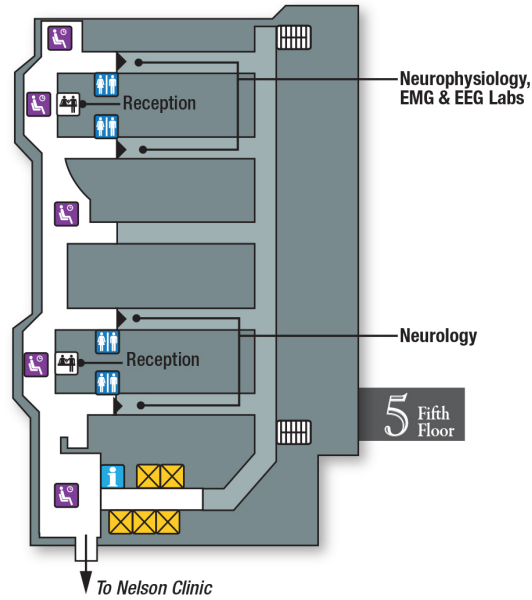 Neurophysiology,
EMG & EEG Labs
Reception
Neurology
Reception
5 Fifth
Floor
i
To Nelson Clinic